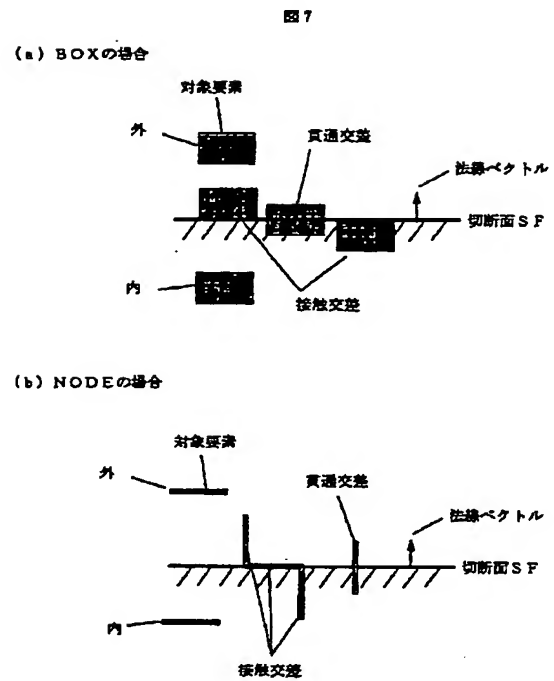 図7
(a) BOXの場合
対象要素
外
貫通交差
法線ベクトル
切断面SF
内
接触交差
(b) NODEの場合
対象要素
外
貫通交差
法線ベクトル
切断面SF
内
接触交差